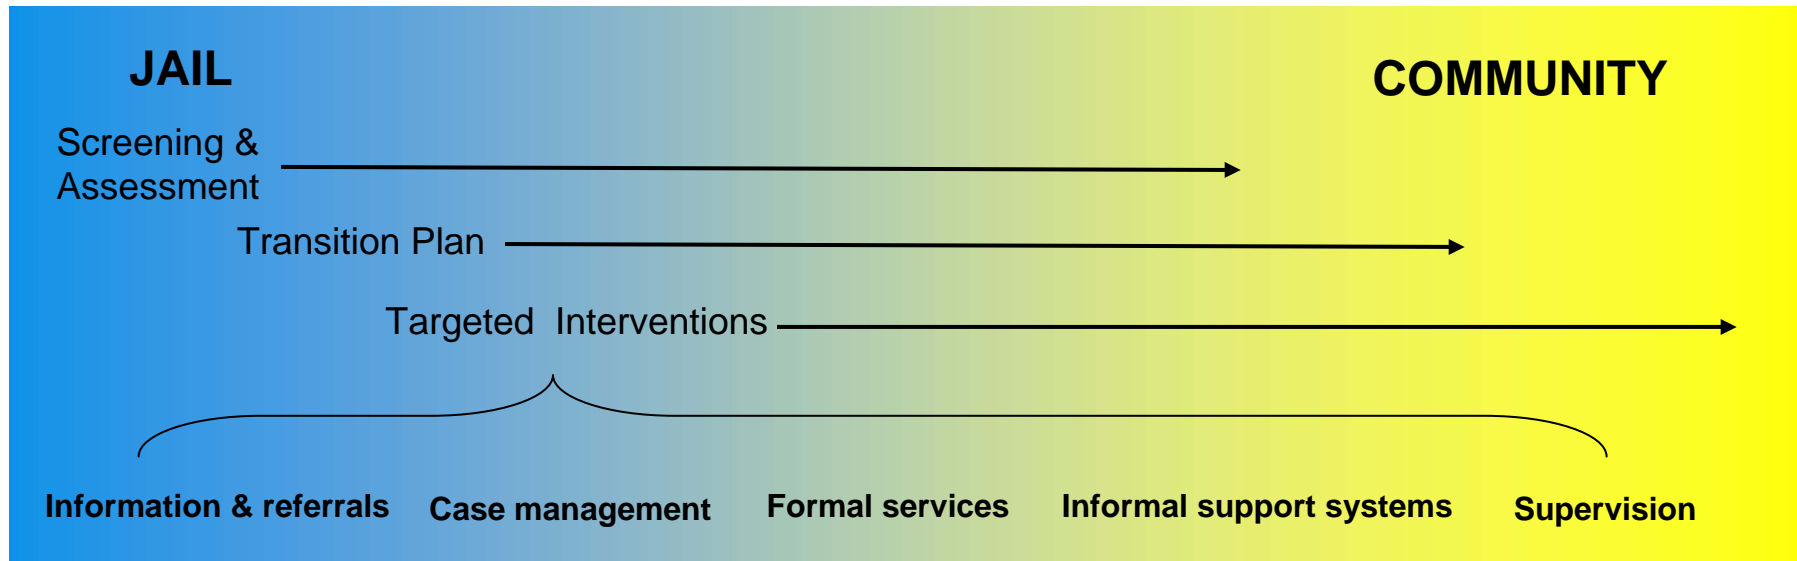 JAIL
COMMUNITY
Screening &
Assessment
Transition Plan
Targeted Interventions
Information & referrals
Case management
Formal services
Informal support systems
Supervision